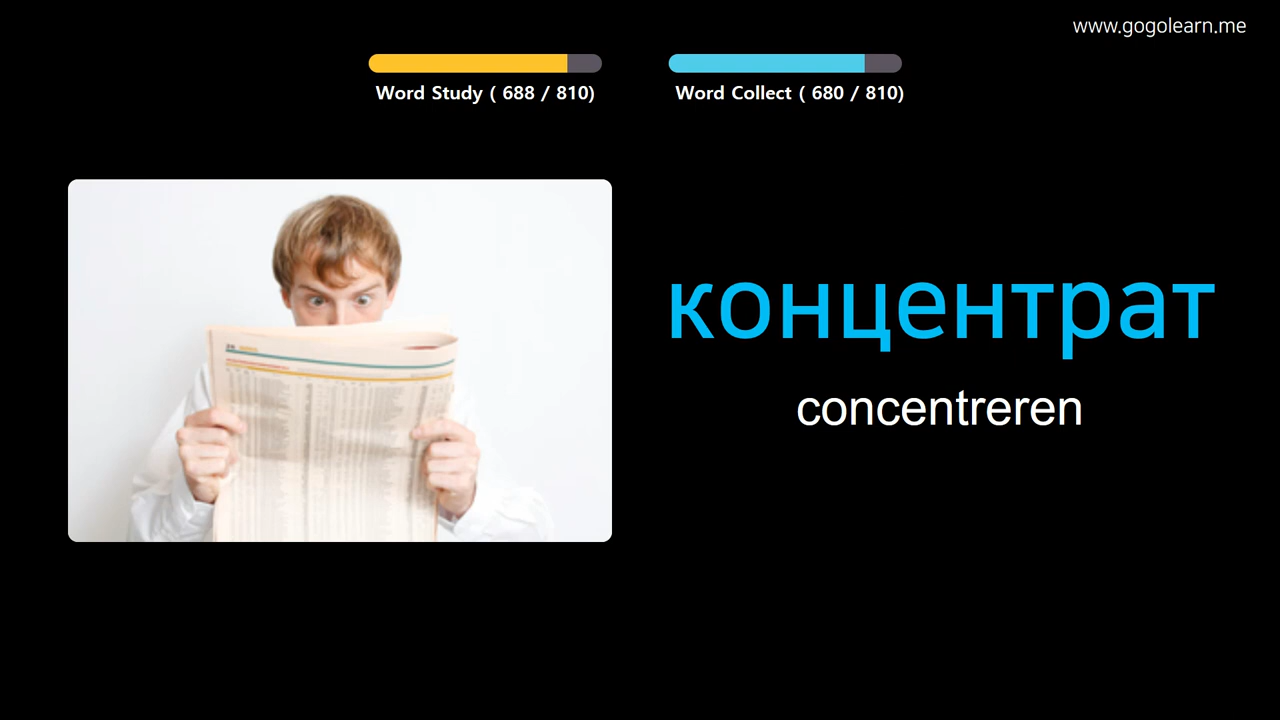 www.gogolearn.me
Word Study ( 688 / 810)
Word Collect ( 680 / 810)
концентрат
concentreren